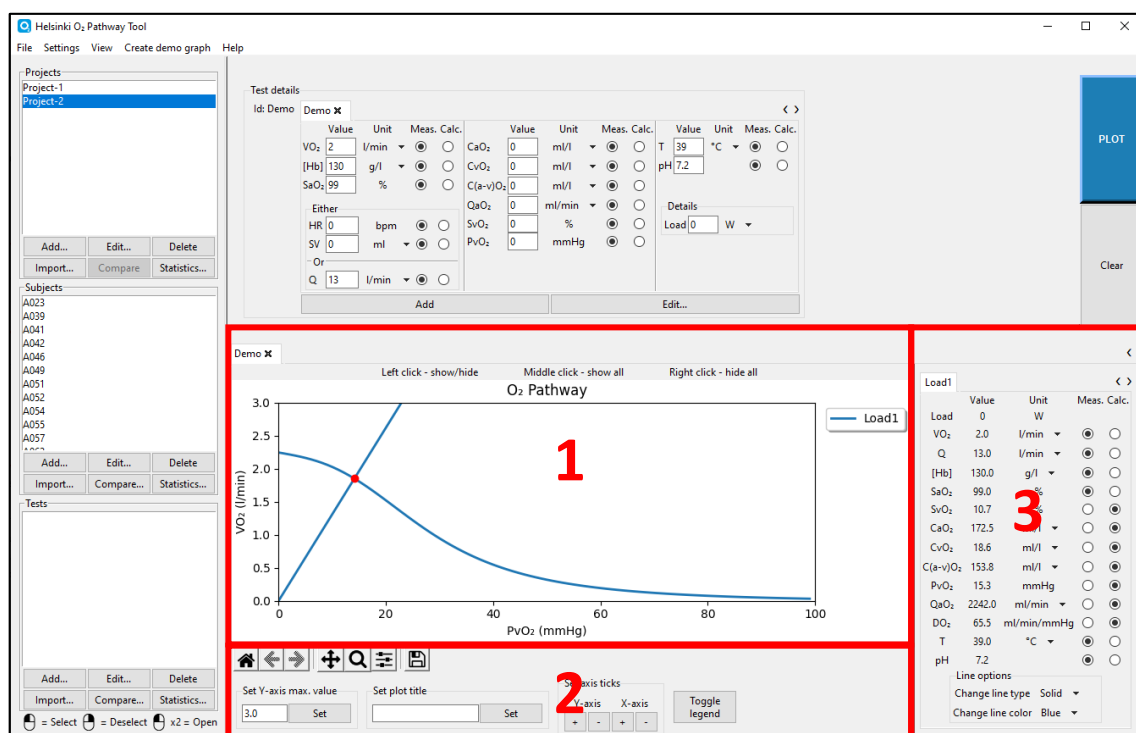 Helsinki O₂ Pathway Tool
File Settings View Create demo graph Help
Projects
Project-1
Project-2
Add... Edit... Delete
Import... Compare Statistics...
Subjects
A023
A039
A041
A042
A046
A049
A051
A052
A054
A055
A057
Add... Edit... Delete
Import... Compare... Statistics...
Tests
Add... Edit... Delete
Import... Compare... Statistics...
= Select = Deselect x2 = Open
Test details
Id: Demo Demo ✖ < >
Value Unit Meas. Calc. Value Unit Meas. Calc. Value Unit Meas. Calc.
VO₂ 2 l/min CaO₂ 0 ml/l T 39 °C
[Hb] 130 g/l CvO₂ 0 ml/l pH 7.2
SaO₂ 99 % C(a-v)O₂ 0 ml/l
QaO₂ 0 ml/min
Either SvO₂ 0 % Details
HR 0 bpm PvO₂ 0 mmHg Load 0 W
SV 0 ml
Or
Q 13 l/min
Add Edit...
PLOT
Clear
Demo ✖
Left click - show/hide Middle click - show all Right click - hide all
O₂ Pathway
Load1
VO₂ (l/min)
3.0
2.5
2.0
1.5
1.0
0.5
0.0
0 20 40 60 80 100
PvO₂ (mmHg)
1
Set Y-axis max. value
3.0 Set
Set plot title
Set
axis ticks
Y-axis X-axis
+ - + -
Toggle
legend
2
<
Load1 < >
Value Unit Meas. Calc.
Load 0 W
VO₂ 2.0 l/min
Q 13.0 l/min
[Hb] 130.0 g/l
SaO₂ 99.0 %
SvO₂ 10.7 %
CaO₂ 172.5
CvO₂ 18.6 ml/l
C(a-v)O₂ 153.8 ml/l
PvO₂ 15.3 mmHg
QaO₂ 2242.0 ml/min
DO₂ 65.5 ml/min/mmHg
T 39.0 °C
pH 7.2
Line options
Change line type Solid
Change line color Blue
3